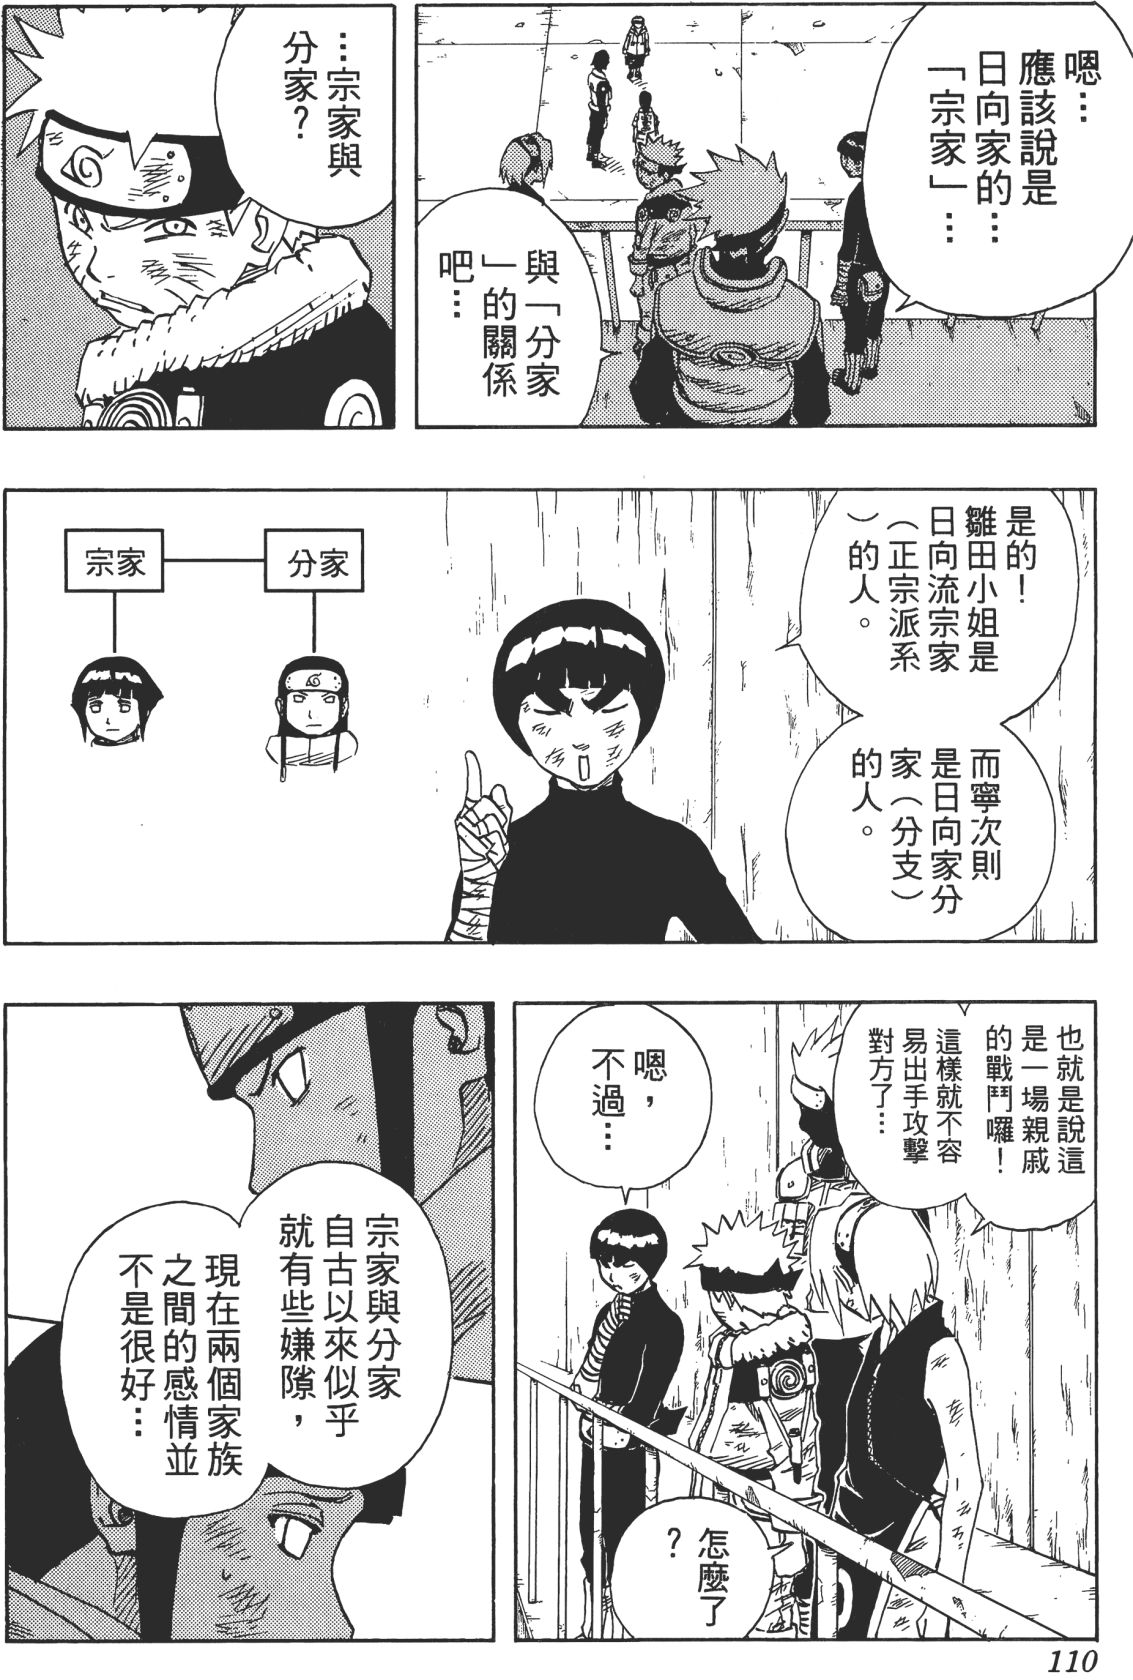 嗯…
應該說是
日向家的…
「宗家」…
與「分家
」的關係
吧…
…宗家與
分家？
是的！
雛田小姐是
日向流宗家
（正宗派系
）的人。
而寧次則
是日向家分
家（分支）
的人。
分家
宗家
也就是說這
是一場親戚
的戰鬥囉！
這樣就不容
易出手攻擊
對方了…
嗯，
不過…
怎麼了
？
宗家與分家
自古以來似乎
就有些嫌隙，
現在兩個家族
之間的感情並
不是很好…
110